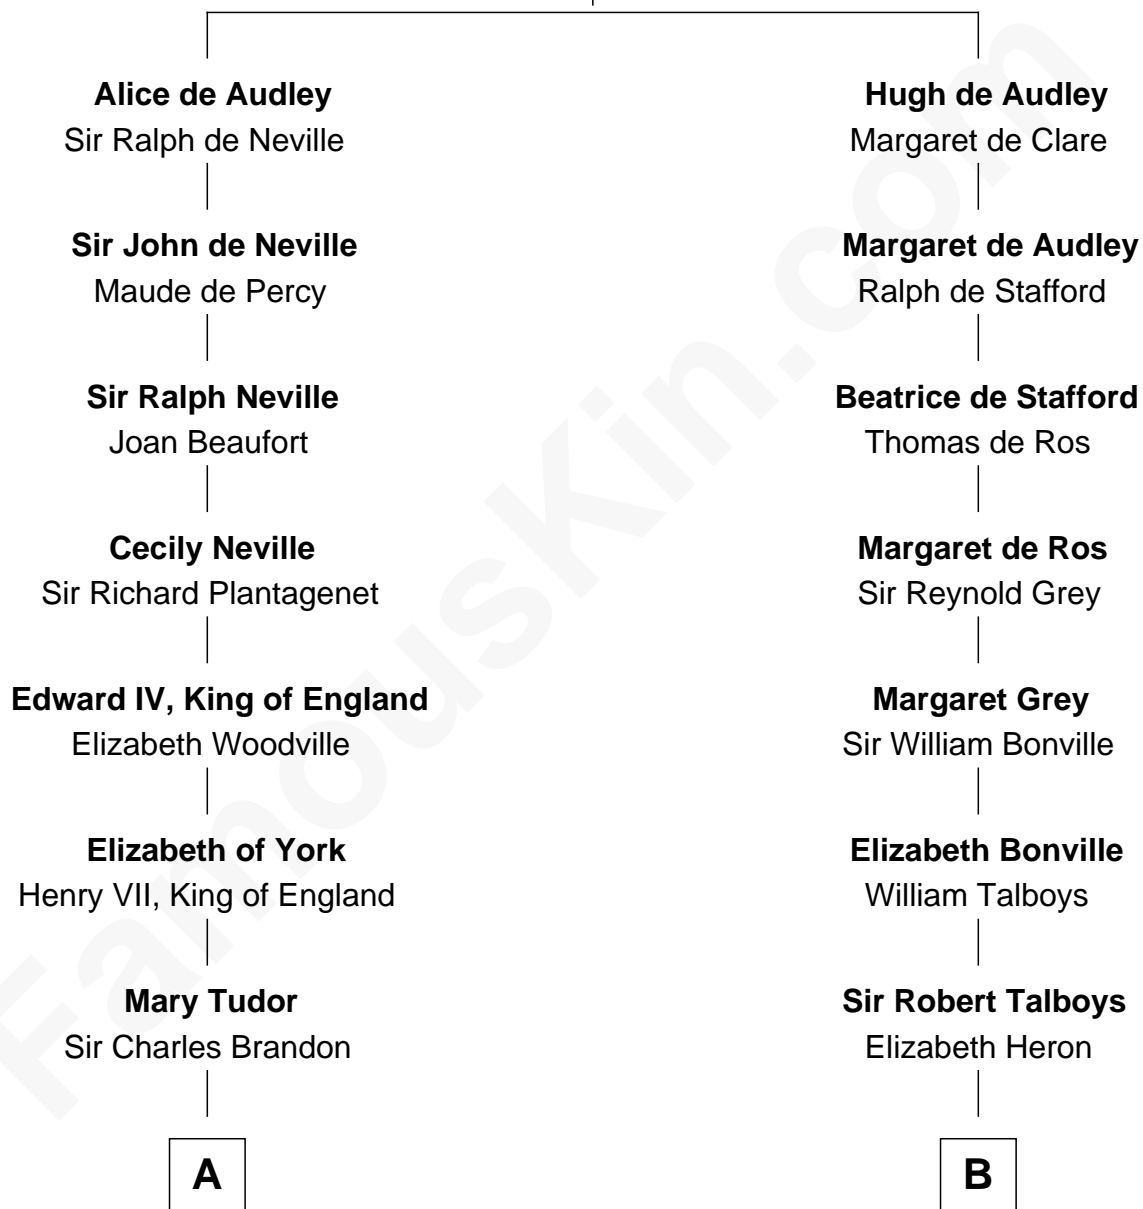 Alice de Audley
Sir Ralph de Neville
Sir John de Neville
Maude de Percy
Sir Ralph Neville
Joan Beaufort
Cecily Neville
Sir Richard Plantagenet
Edward IV, King of England
Elizabeth Woodville
Elizabeth of York
Henry VII, King of England
Mary Tudor
Sir Charles Brandon
A
Hugh de Audley
Margaret de Clare
Margaret de Audley
Ralph de Stafford
Beatrice de Stafford
Thomas de Ros
Margaret de Ros
Sir Reynold Grey
Margaret Grey
Sir William Bonville
Elizabeth Bonville
William Talboys
Sir Robert Talboys
Elizabeth Heron
B
FamousKin.com